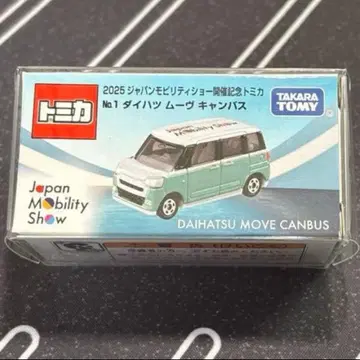 トミカ
2025 ジャパンモビリティショー開催記念トミカ
No.1 ダイハツ ムーヴ キャンバス
TAKARA
TOMY
Mobility Show
Japan
Mobility
Show
DAIHATSU MOVE CANBUS